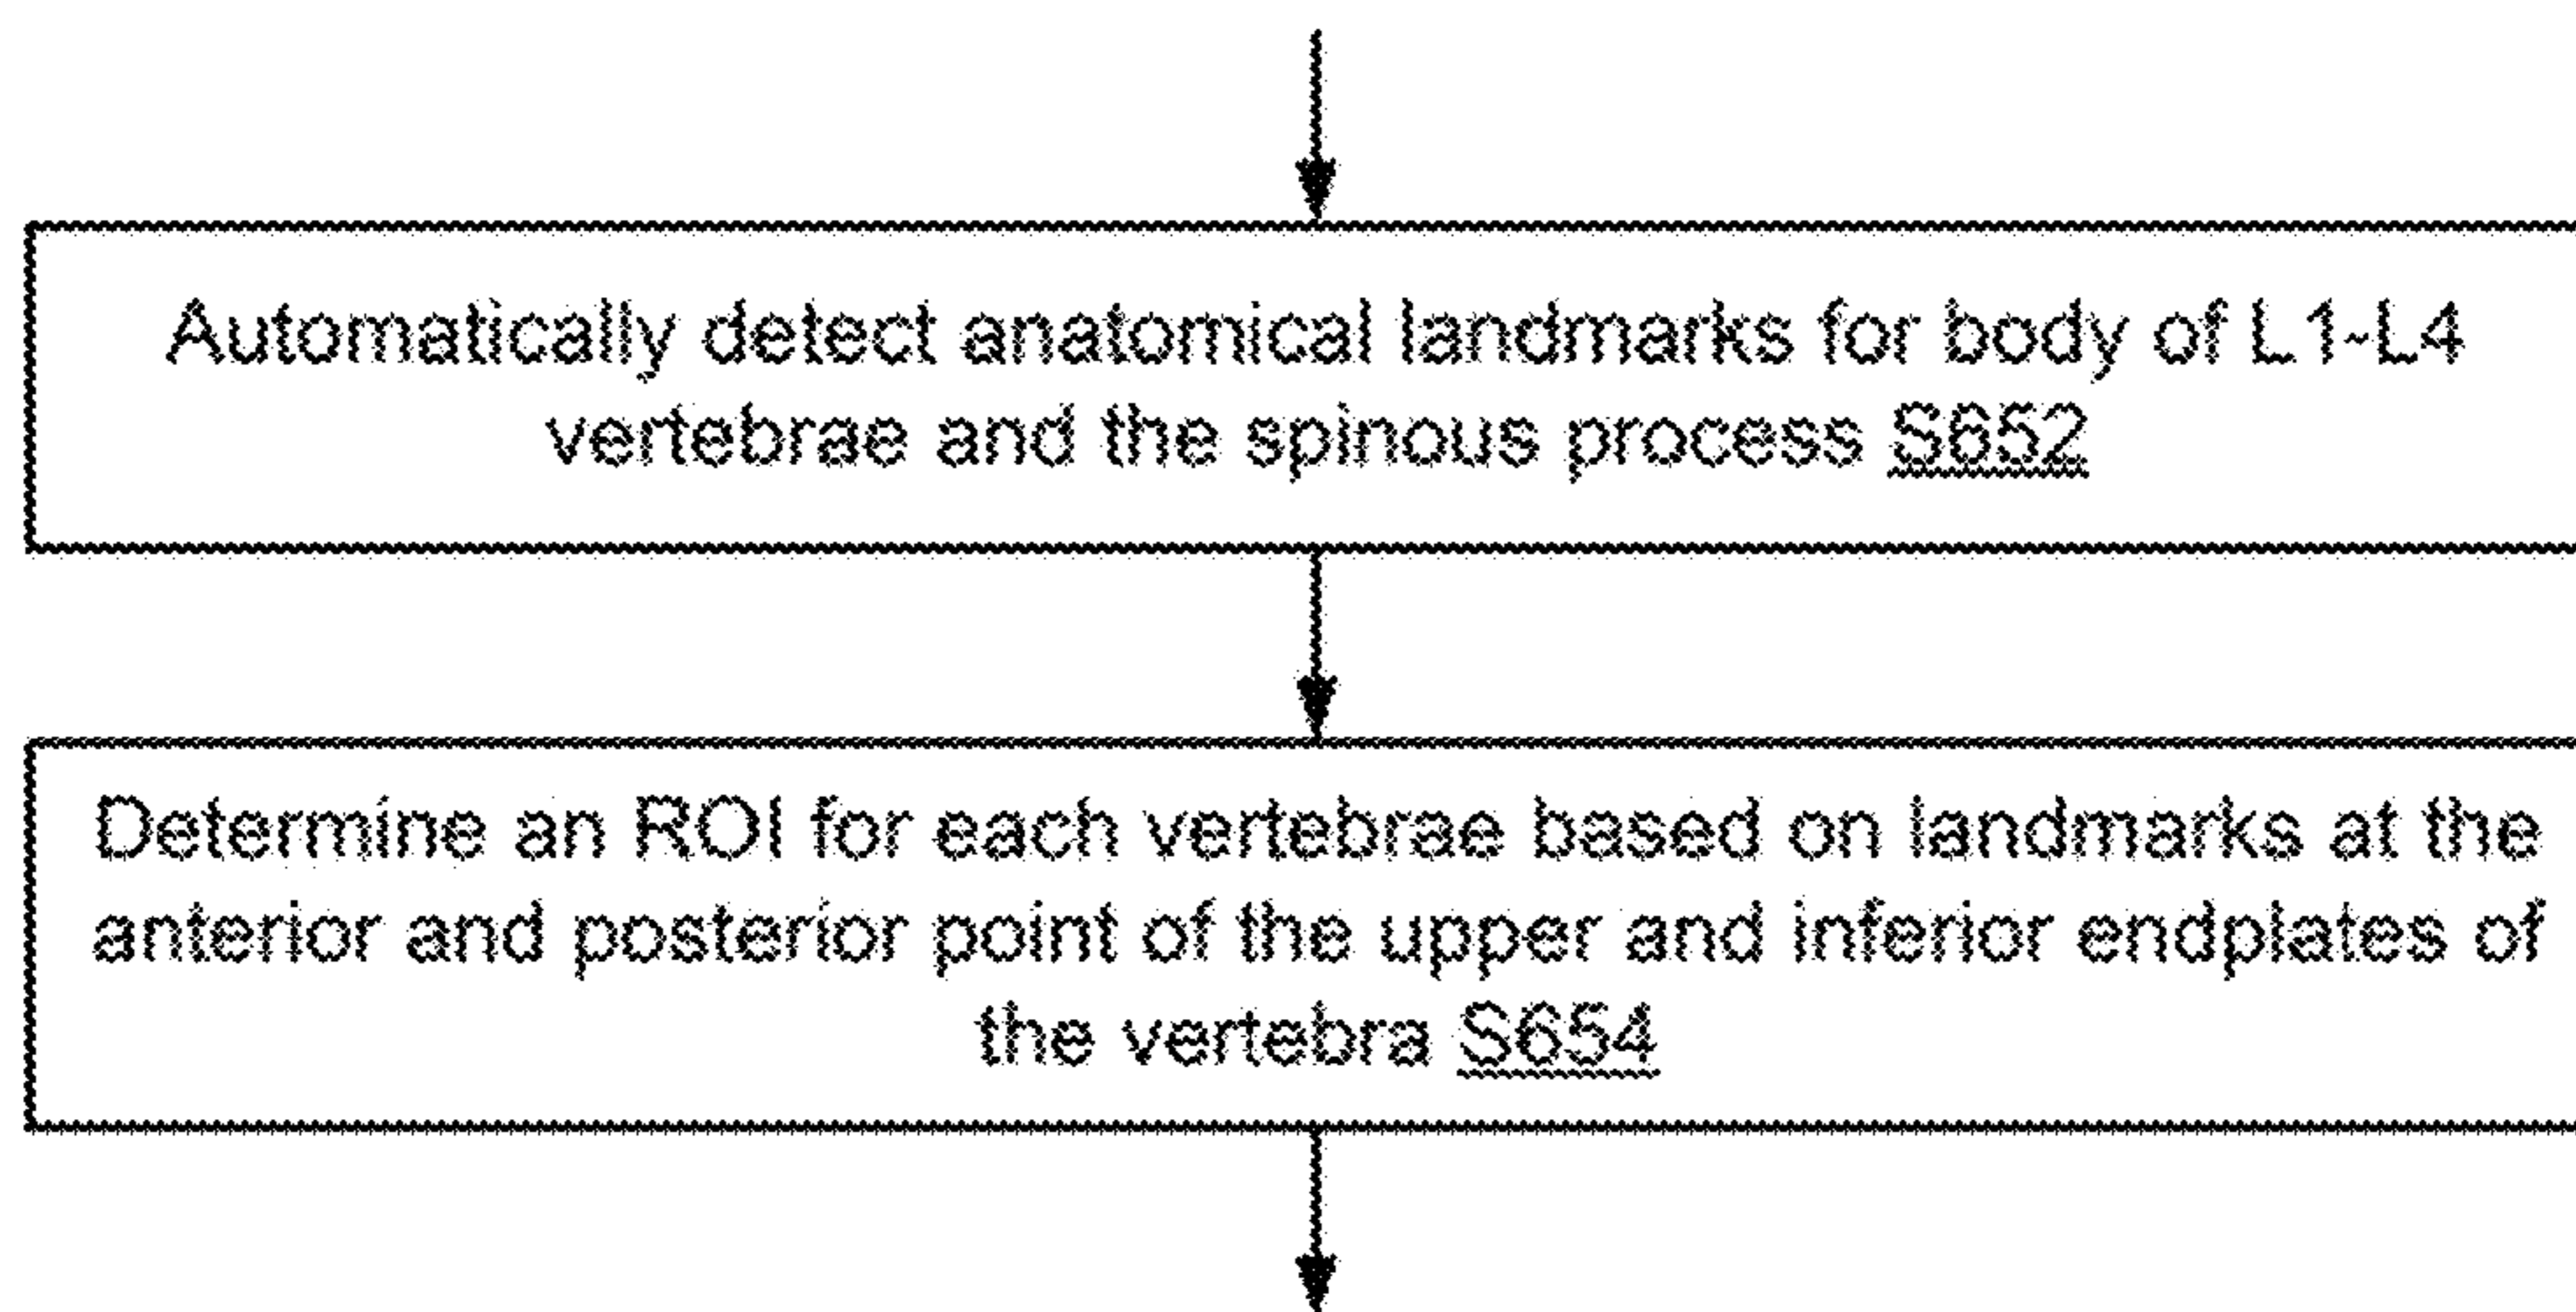 Automatically detect anatomical landmarks for body of L1-L4
vertebrae and the spinous process S652
Determine an ROI for each vertebrae based on landmarks at the
anterior and posterior point of the upper and inferior endplates of
the vertebra S654